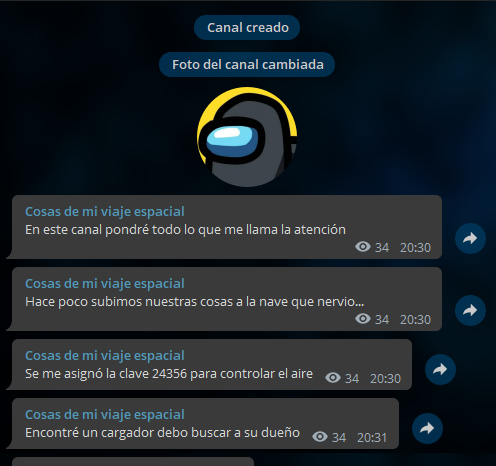 Canal creado
Foto del canal cambiada
Cosas de mi viaje espacial
En este canal pondré todo lo que me llama la atención
34 20:30
Cosas de mi viaje espacial
Hace poco subimos nuestras cosas a la nave que nervio...
34 20:30
Cosas de mi viaje espacial
Se me asignó la clave 24356 para controlar el aire 34 20:30
Cosas de mi viaje espacial
Encontré un cargador debo buscar a su dueño 34 20:31